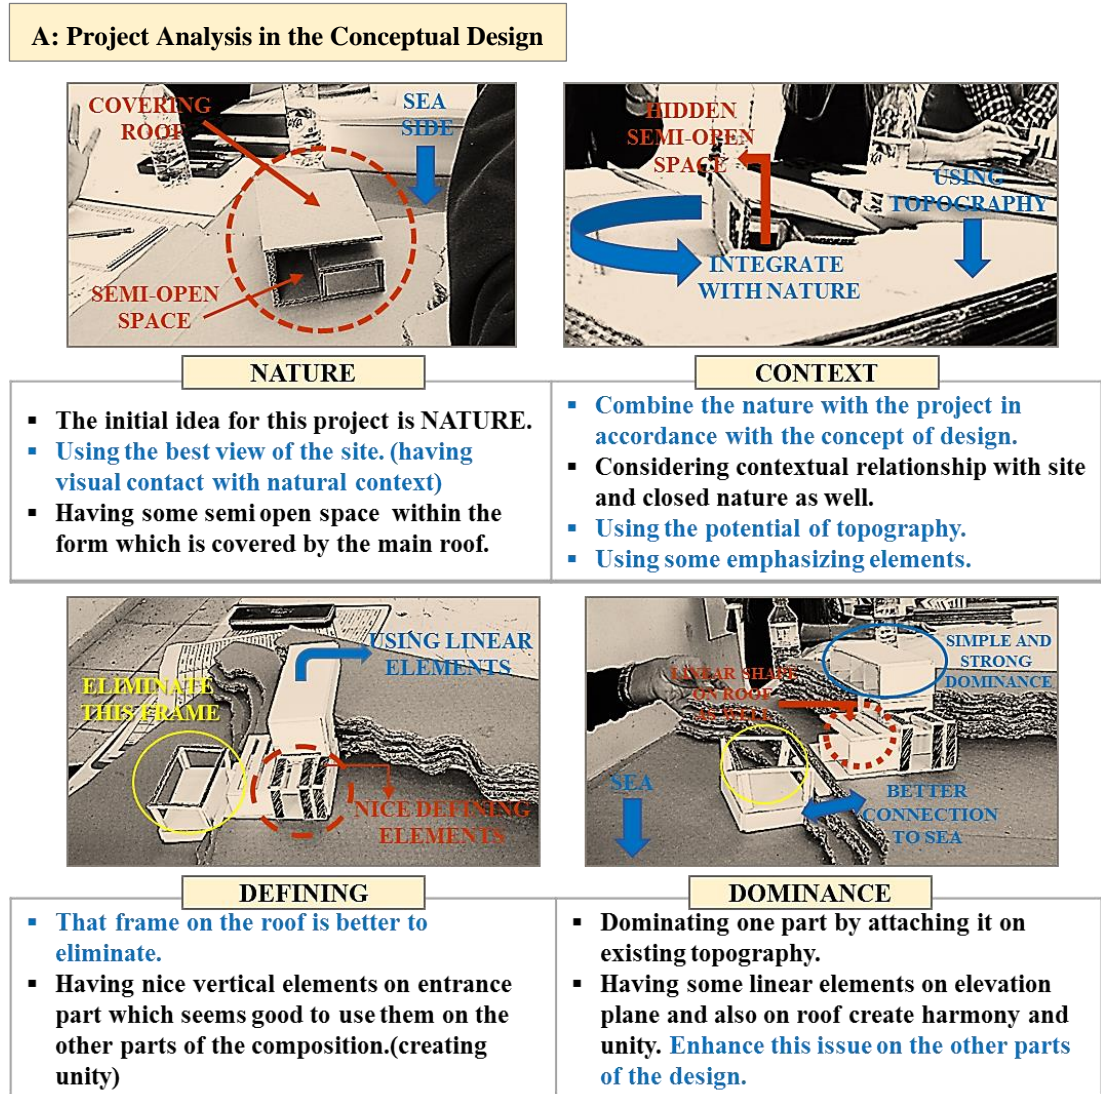 A: Project Analysis in the Conceptual Design
COVERING
ROOF
SEA
SIDE
SEMI-OPEN
SPACE
HIDDEN
SEMI-OPEN
SPACE
USING
TOPOGRAPHY
INTEGRATE
WITH NATURE
NATURE
▪ The initial idea for this project is NATURE.
▪ Using the best view of the site. (having
visual contact with natural context)
▪ Having some semi open space within the
form which is covered by the main roof.
CONTEXT
▪ Combine the nature with the project in
accordance with the concept of design.
▪ Considering contextual relationship with site
and closed nature as well.
▪ Using the potential of topography.
▪ Using some emphasizing elements.
USING LINEAR
ELEMENTS
ELIMINATE
THIS FRAME
NICE DEFINING
ELEMENTS
SIMPLE AND
STRONG
DOMINANCE
LINEAR SHAPE
ON ROOF
AS WELL
SEA
BETTER
CONNECTION
TO SEA
DEFINING
▪ That frame on the roof is better to
eliminate.
▪ Having nice vertical elements on entrance
part which seems good to use them on the
other parts of the composition.(creating
unity)
DOMINANCE
▪ Dominating one part by attaching it on
existing topography.
▪ Having some linear elements on elevation
plane and also on roof create harmony and
unity. Enhance this issue on the other parts
of the design.